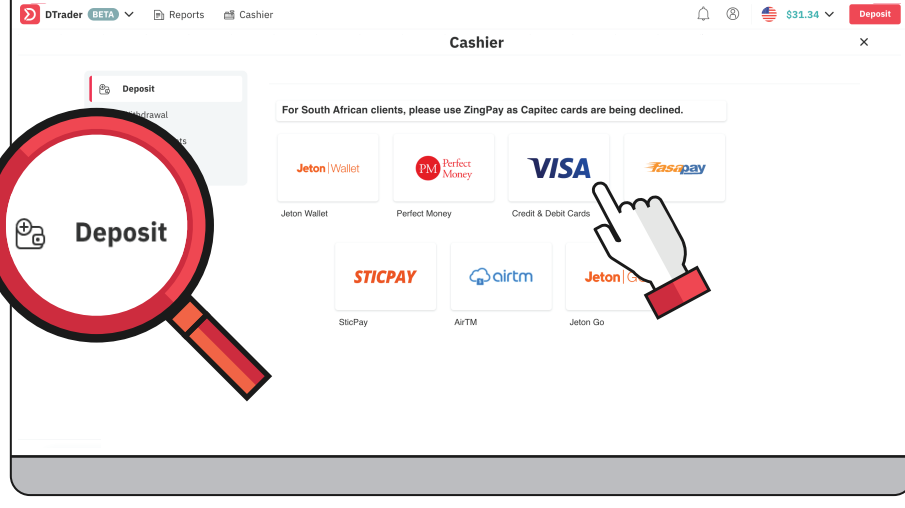 DTrader BETA Reports Cashier $31.34 Deposit
Cashier
Deposit
For South African clients, please use ZingPay as Capitec cards are being declined.
Jeton Wallet
PM Perfect Money
VISA
Fasapay
Jeton Wallet
Perfect Money
Credit & Debit Cards
Deposit
STICPAY
airtm
Jeton
SticPay
AirTM
Jeton Go